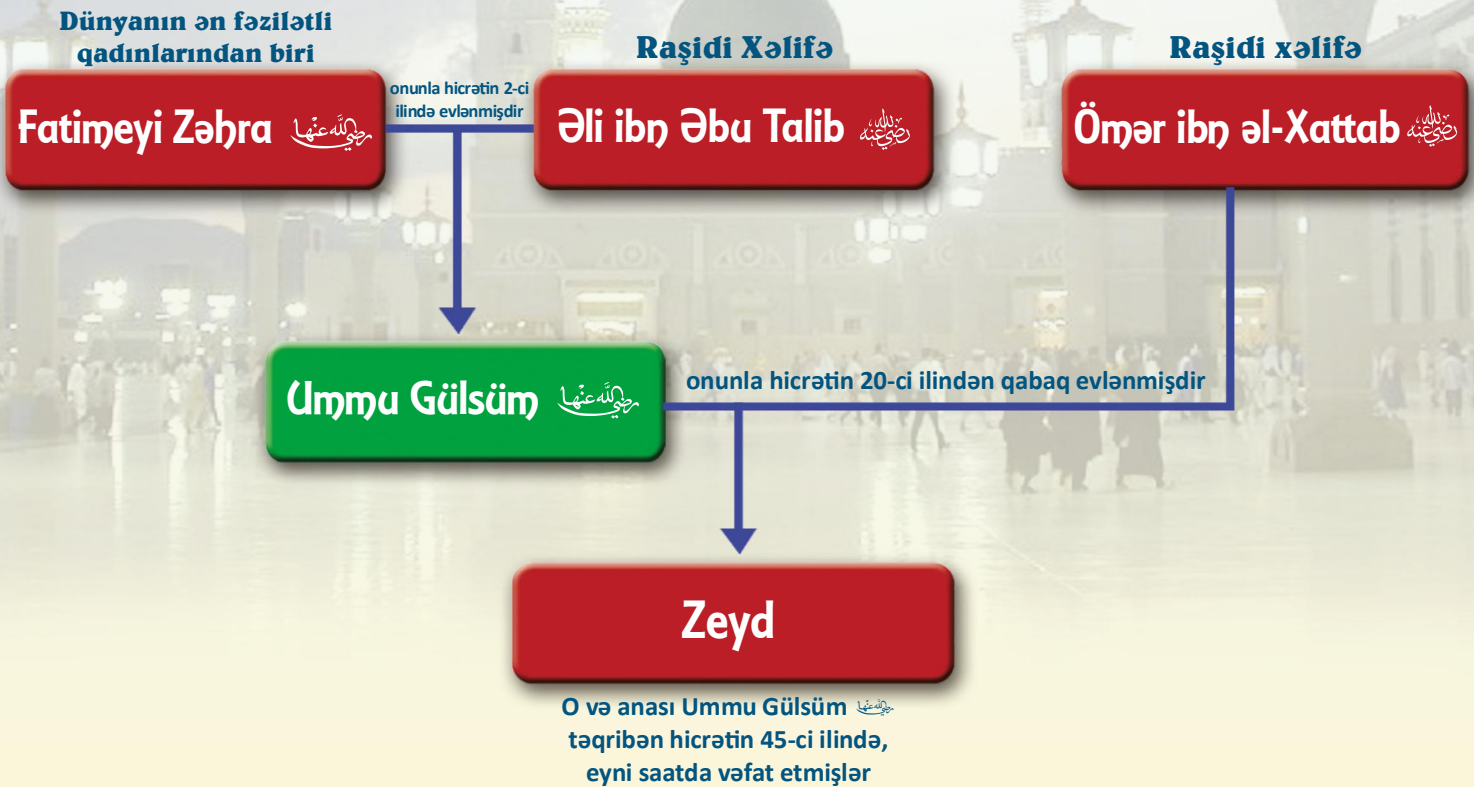 Dünyanın ən fəzilətli
qadınlarından biri
Fatimeyi Zəhra رضي الله عنها
onunla hicrətin 2-ci
ilində evlənmişdir
Raşidi Xəlifə
Əli ibn Əbu Talib رضي الله عنه
Raşidi xəlifə
Ömər ibn əl-Xattab رضي الله عنه
Ummu Gülsüm رضي الله عنها
onunla hicrətin 20-ci ilindən qabaq evlənmişdir
Zeyd
O və anası Ummu Gülsüm رضي الله عنها
təqribən hicrətin 45-ci ilində,
eyni saatda vəfat etmişlər